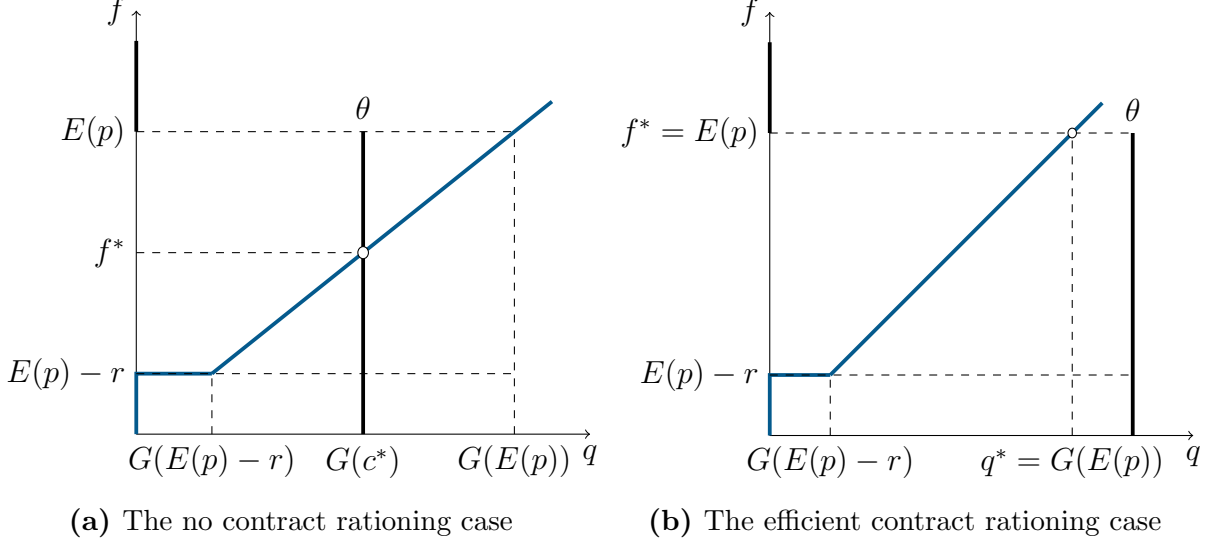 f
θ
E(p)
f*
E(p) − r
G(E(p) − r)
G(c*)
G(E(p))
q
(a) The no contract rationing case
f
θ
f* = E(p)
E(p) − r
G(E(p) − r)
q* = G(E(p))
q
(b) The efficient contract rationing case